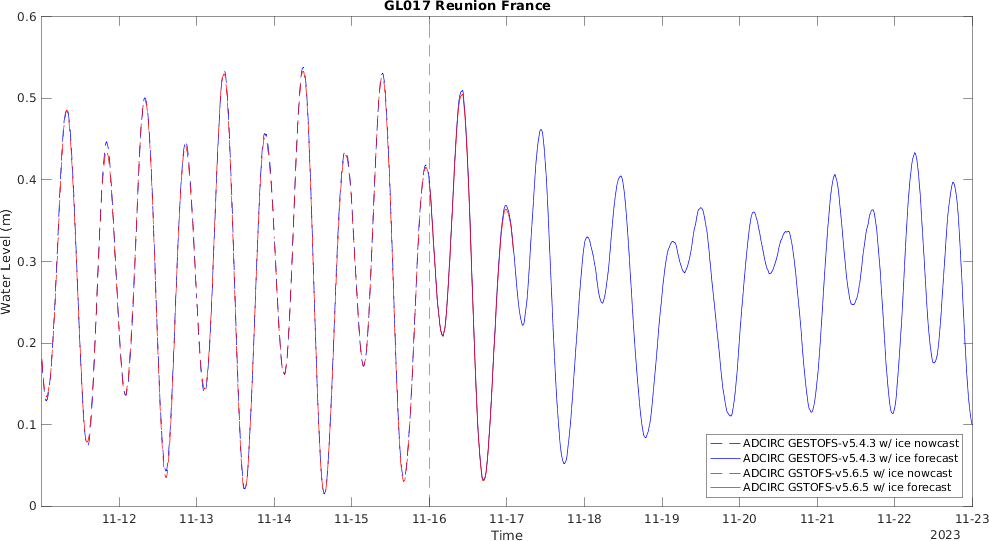 GL017 Reunion France
0.6
0.5
0.4
0.3
0.2
0.1
0
Water Level (m)
11-12 11-13 11-14 11-15 11-16 11-17 11-18 11-19 11-20 11-21 11-22 11-23
Time
2023
ADCIRC GESTOFS-v5.4.3 w/ ice nowcast
ADCIRC GESTOFS-v5.4.3 w/ ice forecast
ADCIRC GSTOFS-v5.6.5 w/ ice nowcast
ADCIRC GSTOFS-v5.6.5 w/ ice forecast